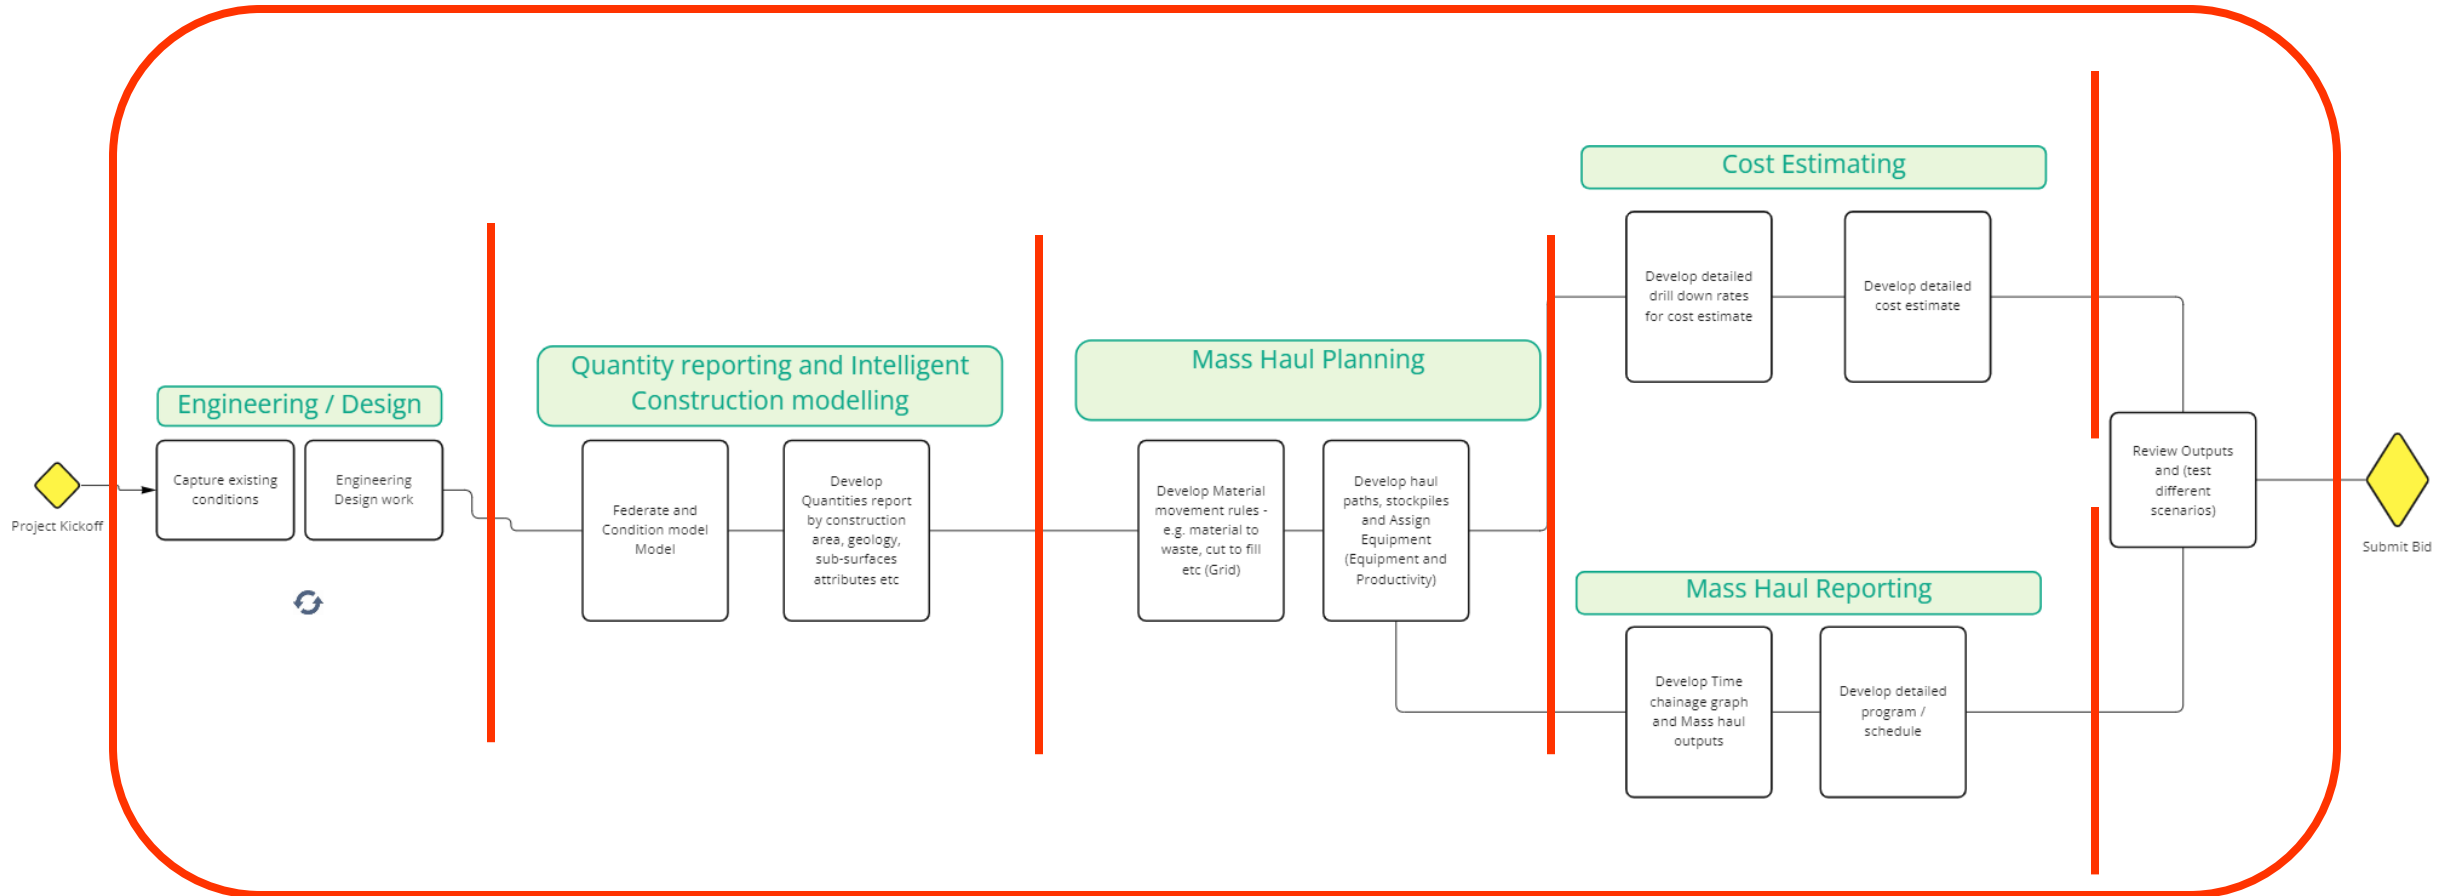 Project Kickoff
Engineering / Design
Capture existing
conditions
Engineering
Design work
Quantity reporting and Intelligent
Construction modelling
Federate and
Condition model
Model
Develop
Quantities report
by construction
area, geology,
sub-surfaces
attributes etc
Mass Haul Planning
Develop Material
movement rules -
e.g. material to
waste, cut to fill
etc (Grid)
Develop haul
paths, stockpiles
and Assign
Equipment
(Equipment and
Productivity)
Cost Estimating
Develop detailed
drill down rates
for cost estimate
Develop detailed
cost estimate
Mass Haul Reporting
Develop Time
chainage graph
and Mass haul
outputs
Develop detailed
program /
schedule
Review Outputs
and (test
different
scenarios)
Submit Bid